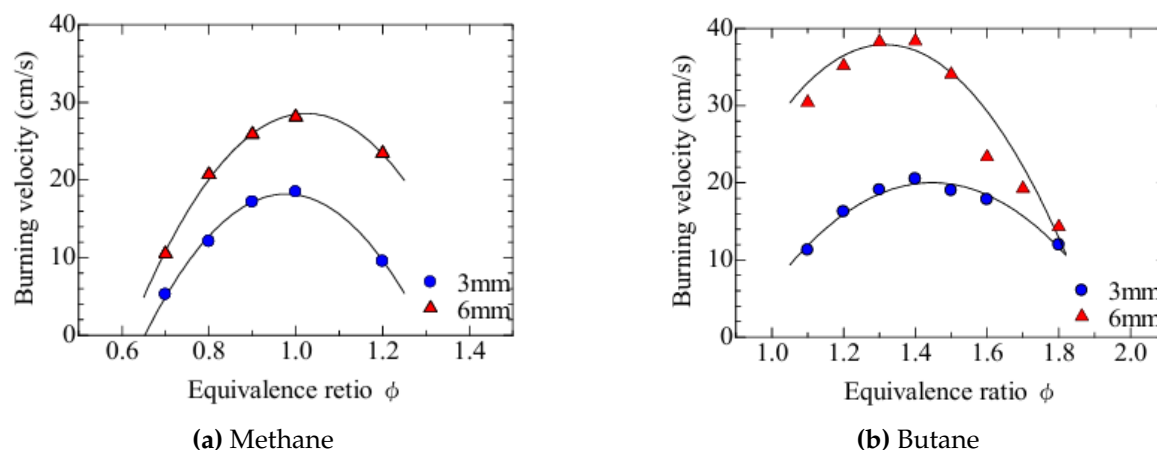 40
30
20
10
0
Burning velocity (cm/s)
3mm
6mm
0.6 0.8 1.0 1.2 1.4
Equivalence retio ϕ
(a) Methane
40
30
20
10
0
Burning velocity (cm/s)
3mm
6mm
1.0 1.2 1.4 1.6 1.8 2.0
Equivalence ratio ϕ
(b) Butane